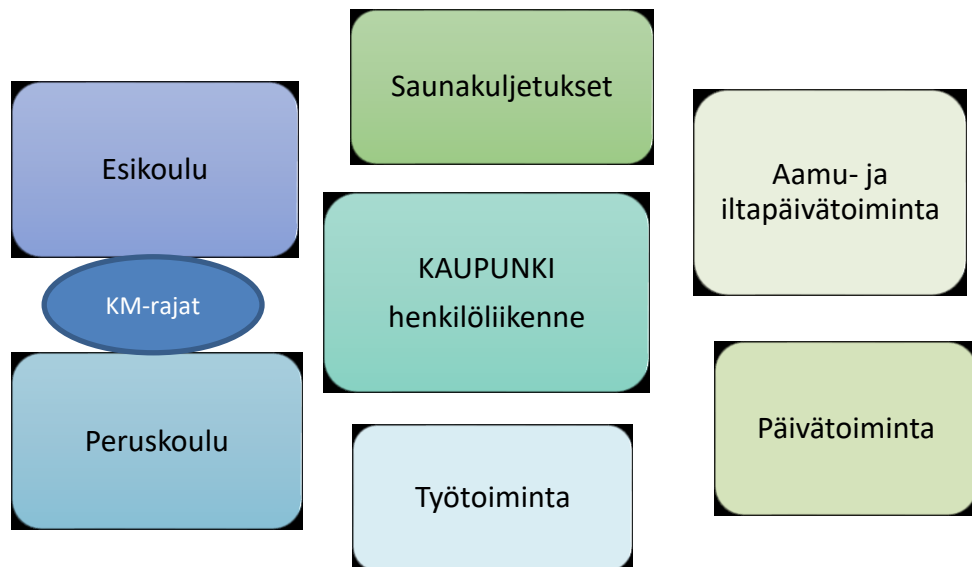 Saunakuljetukset
Esikoulu
Aamu- ja
iltapäivätoiminta
KAUPUNKI
henkilöliikenne
KM-rajat
Peruskoulu
Päivätoiminta
Työtoiminta